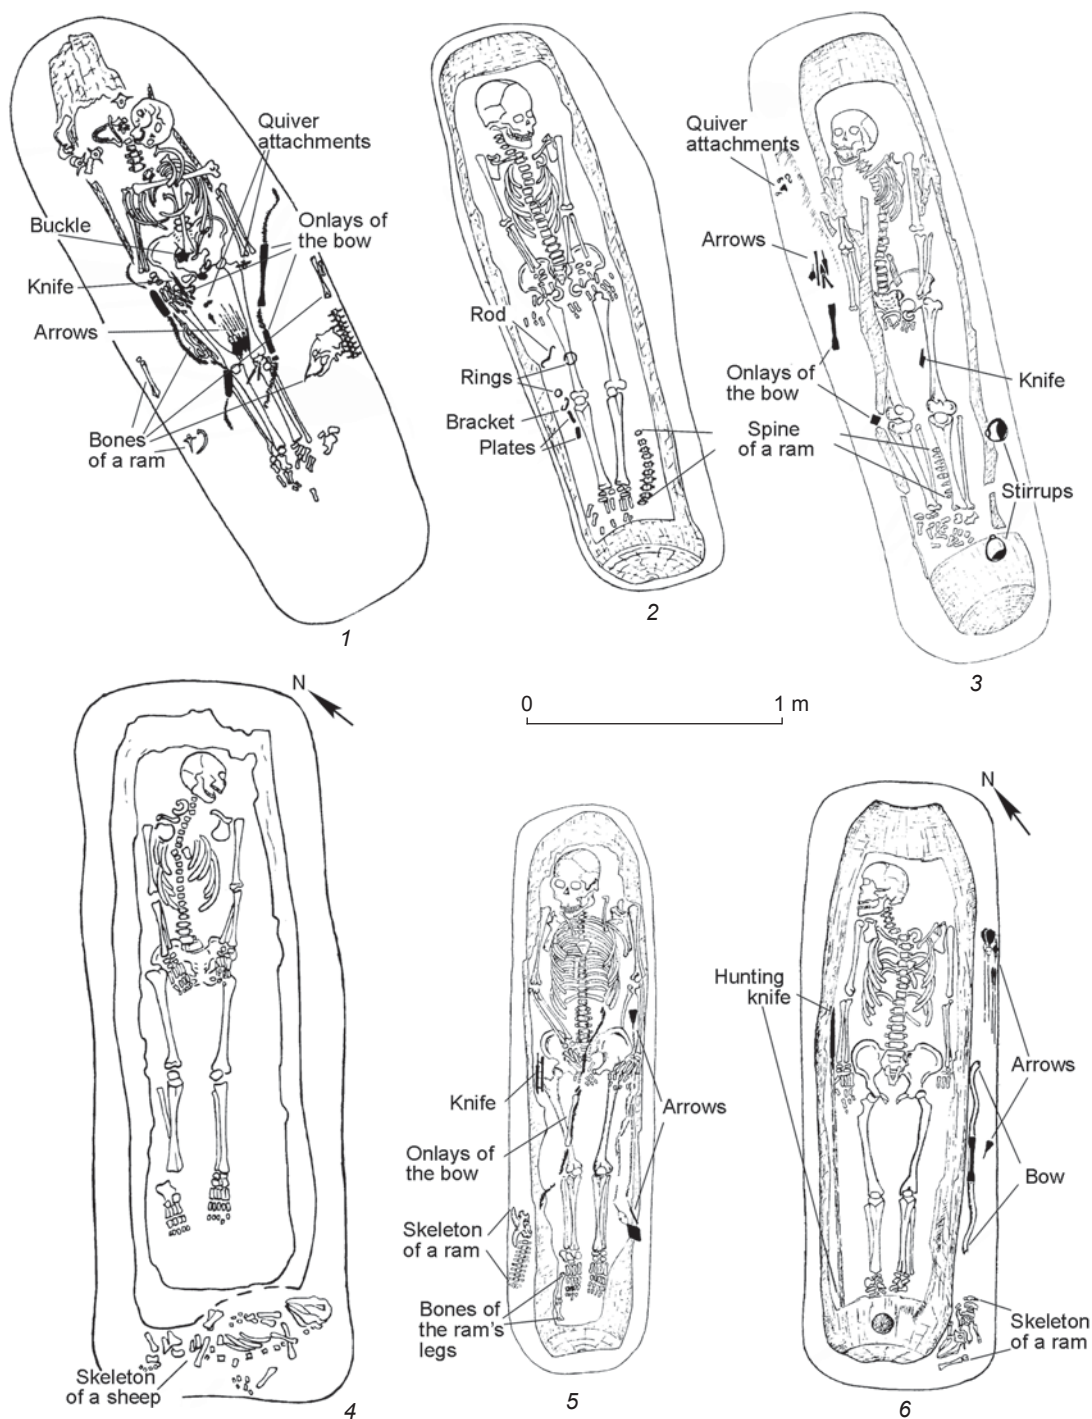 Quiver
attachments
Buckle
Onlays of
the bow
Knife
Arrows
Bones
of a ram
1
Rod
Rings
Bracket
Plates
2
Quiver
attachments
Arrows
Onlays of
the bow
Knife
Spine
of a ram
Stirrups
3
N
Skeleton
of a sheep
4
0 1 m
Knife
Arrows
Onlays of
the bow
Skeleton
of a ram
Bones of
the ram's
legs
5
N
Hunting
knife
Arrows
Bow
Skeleton
of a ram
6